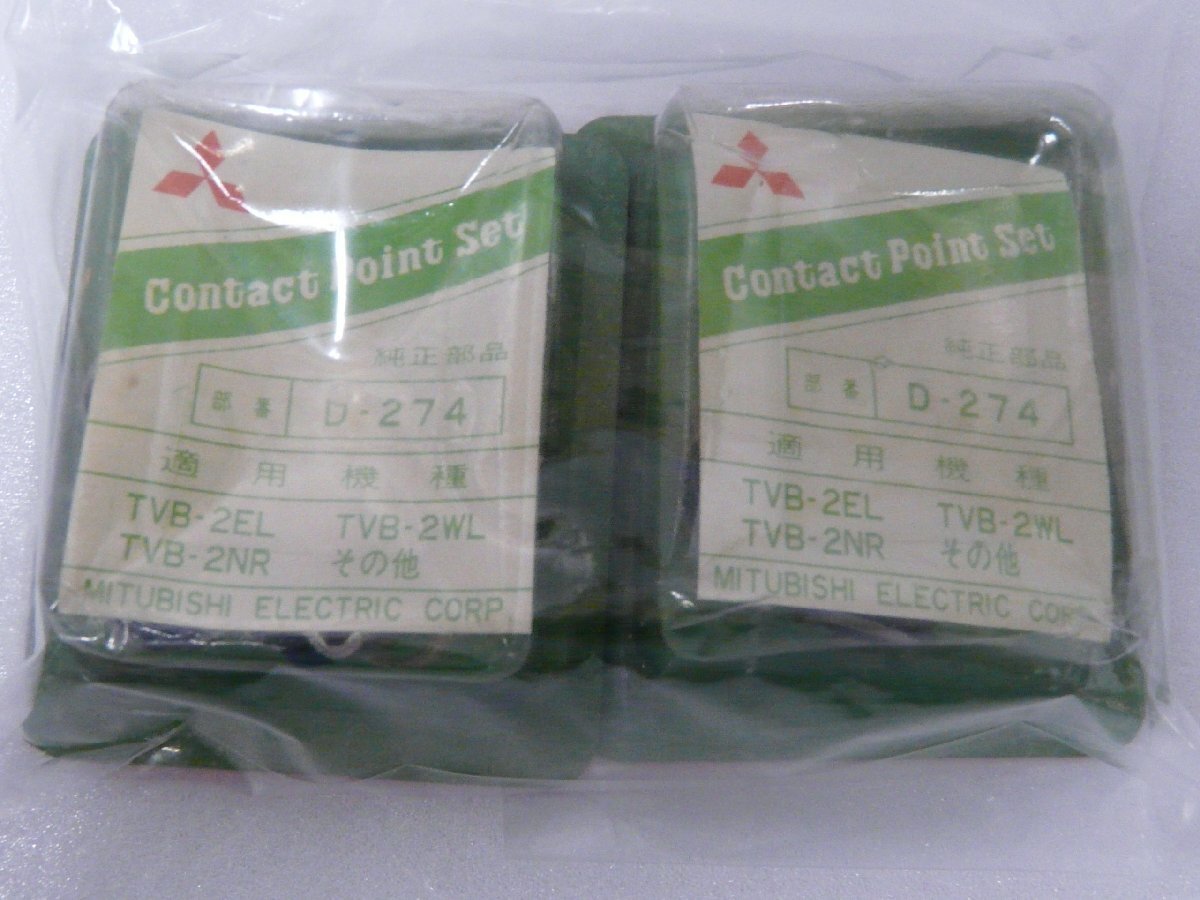 Contact Point Set
純正部品
部番 D-274
適用機種
TVB-2EL TVB-2WL
TVB-2NR その他
MITUBISHI ELECTRIC CORP.
Contact Point Set
純正部品
部番 D-274
適用機種
TVB-2EL TVB-2WL
TVB-2NR その他
MITUBISHI ELECTRIC CORP.